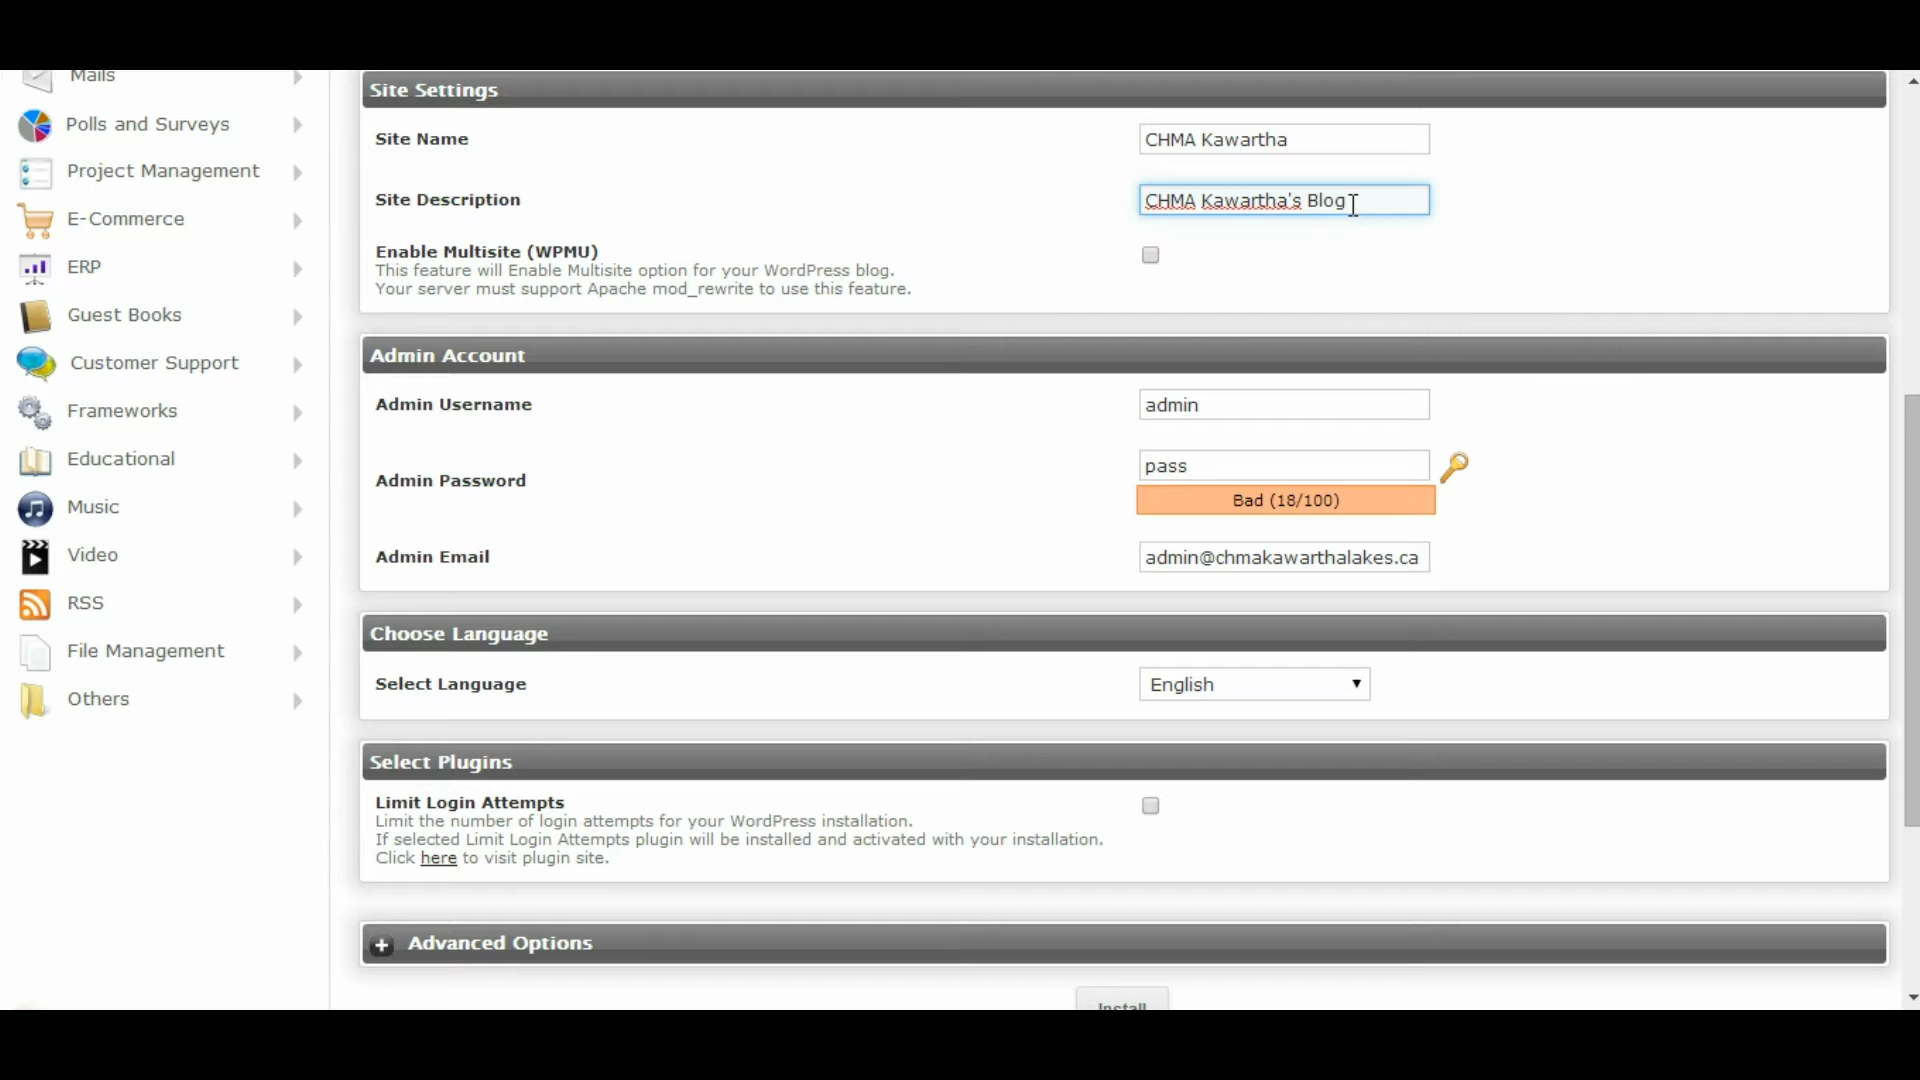 Mails
Polls and Surveys
Project Management
E-Commerce
ERP
Guest Books
Customer Support
Frameworks
Educational
Music
Video
RSS
File Management
Others
Site Settings
Site Name
CHMA Kawartha
Site Description
CHMA Kawartha's Blog
Enable Multisite (WPMU)
This feature will Enable Multisite option for your WordPress blog.
Your server must support Apache mod_rewrite to use this feature.
Admin Account
Admin Username
admin
Admin Password
pass
Bad (18/100)
Admin Email
admin@chmakawarthalakes.ca
Choose Language
Select Language
English
Select Plugins
Limit Login Attempts
Limit the number of login attempts for your WordPress installation.
If selected Limit Login Attempts plugin will be installed and activated with your installation.
Click here to visit plugin site.
Advanced Options
Install